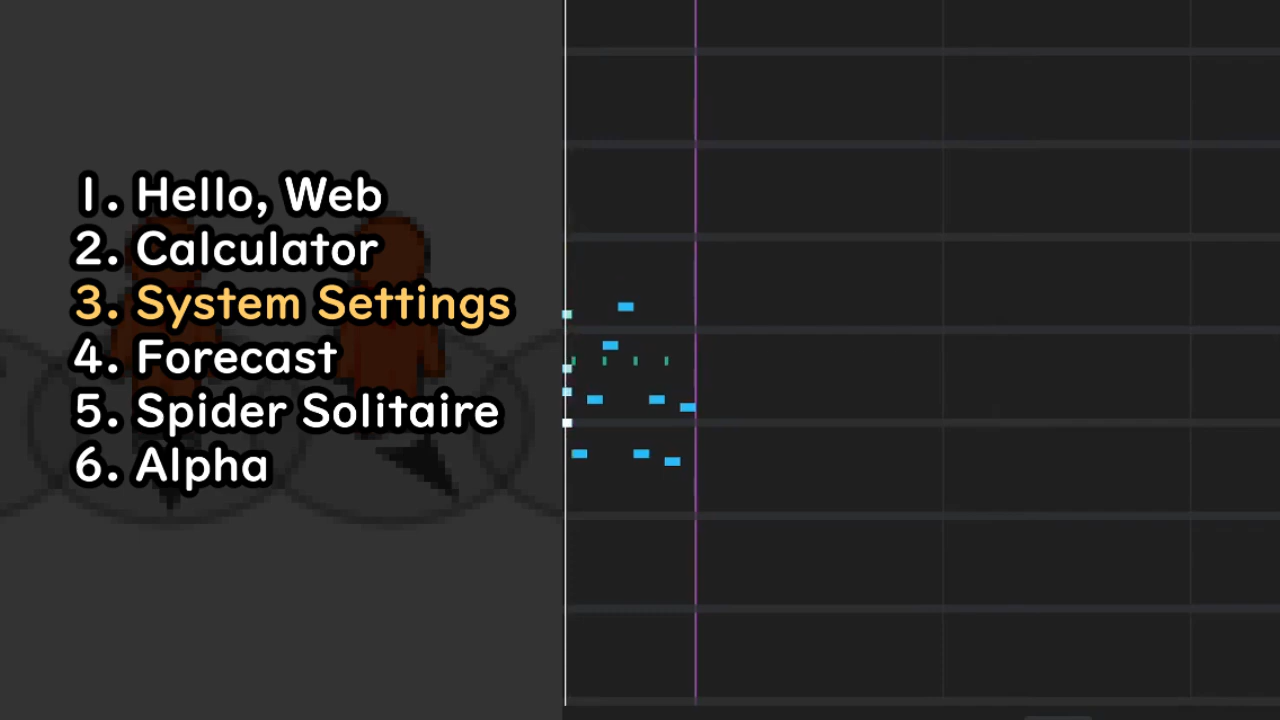 1. Hello, Web
2. Calculator
3. System Settings
4. Forecast
5. Spider Solitaire
6. Alpha